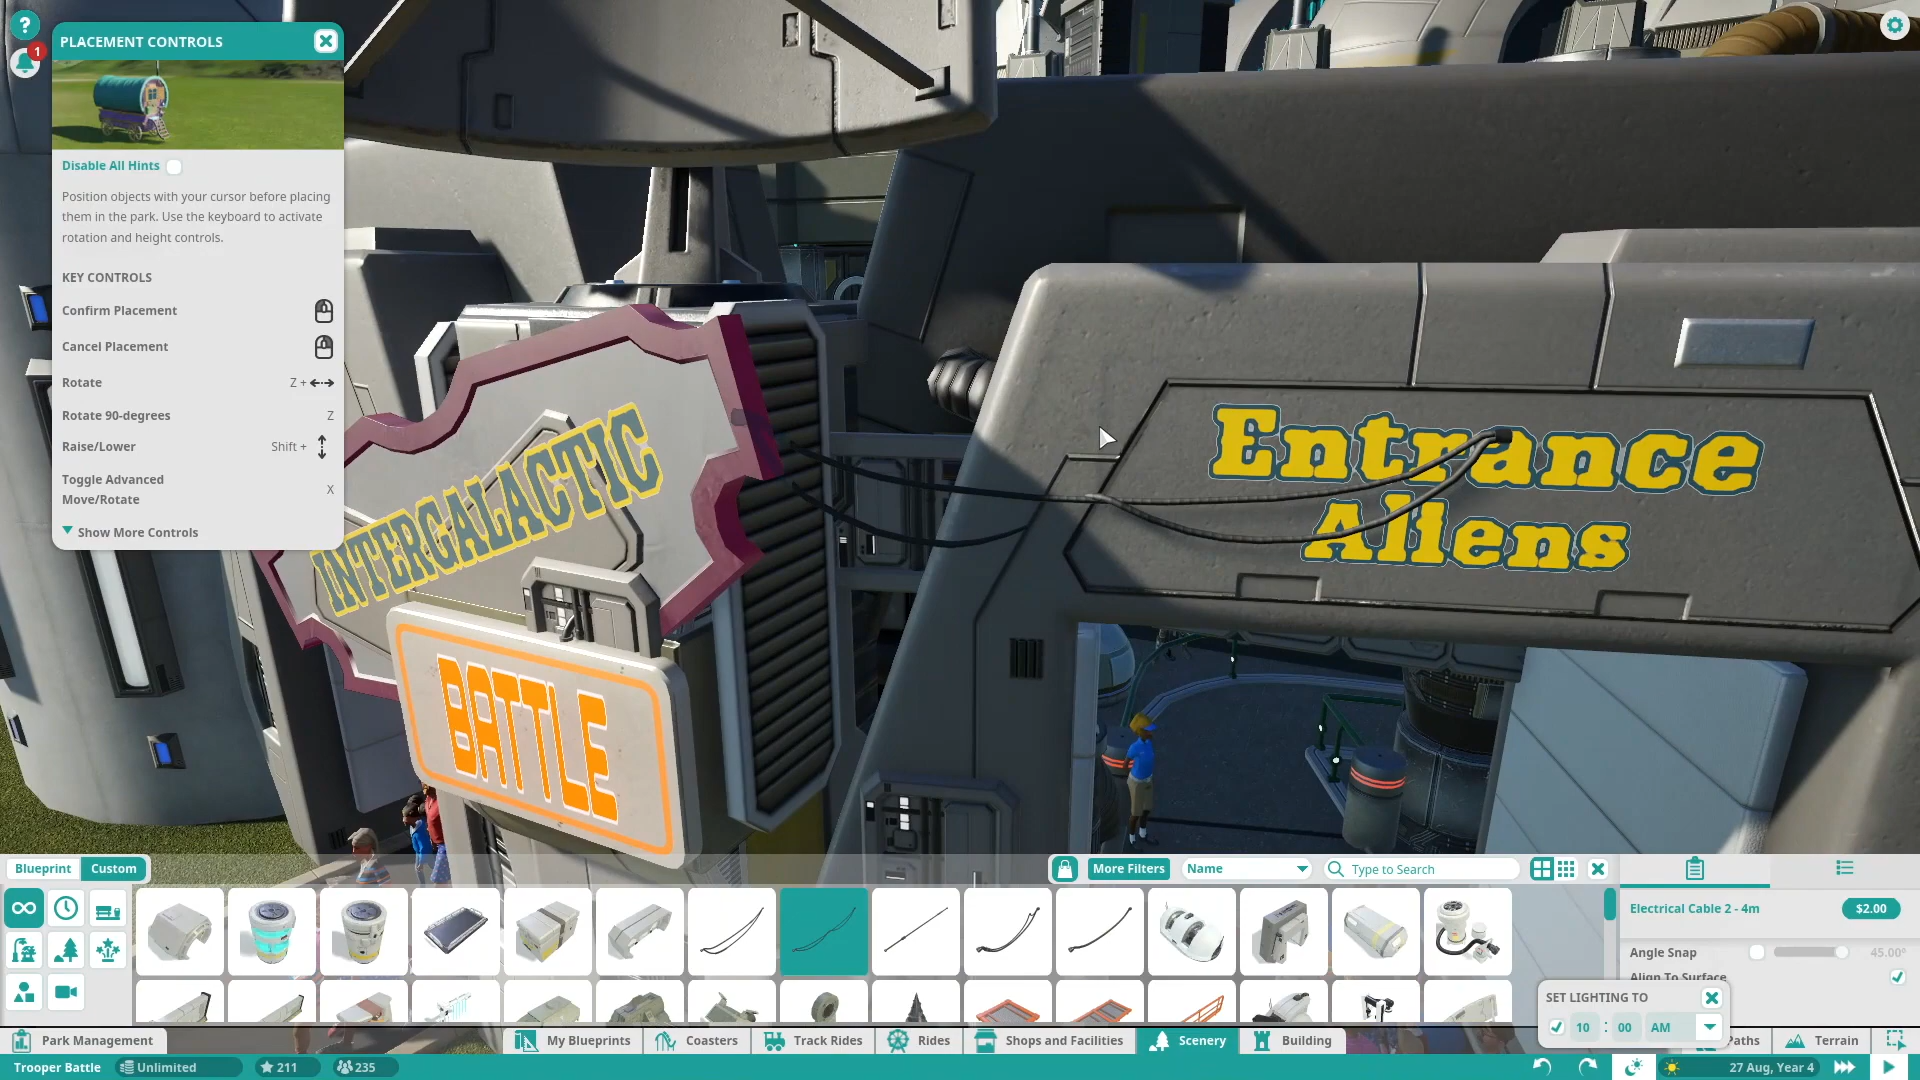 ?
1
PLACEMENT CONTROLS
Disable All Hints
Position objects with your cursor before placing
them in the park. Use the keyboard to activate
rotation and height controls.
KEY CONTROLS
Confirm Placement
Cancel Placement
Rotate Z +
Rotate 90-degrees Z
Raise/Lower Shift +
Toggle Advanced
Move/Rotate X
Show More Controls
INTERGALACTIC
BATTLE
Entrance
Aliens
Blueprint Custom
More Filters Name Type to Search
Electrical Cable 2 - 4m $2.00
Angle Snap 45.00°
Align To Surface
SET LIGHTING TO
10 : 00 AM
Park Management My Blueprints Coasters Track Rides Rides Shops and Facilities Scenery Building Paths Terrain
Trooper Battle Unlimited 211 235 27 Aug, Year 4